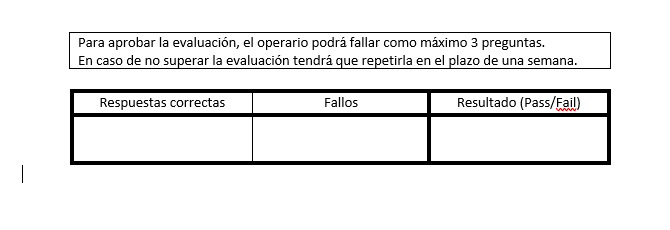 Para aprobar la evaluación, el operario podrá fallar como máximo 3 preguntas.
En caso de no superar la evaluación tendrá que repetirla en el plazo de una semana.
Respuestas correctas Fallos Resultado (Pass/Fail)